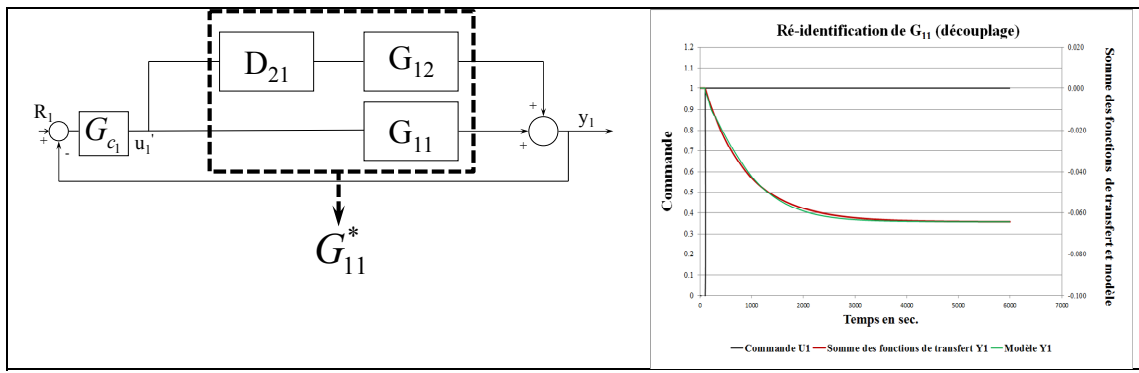 D21
G12
+
R1
Gc1
y1
+
-
u1'
G11
+
G*11
Ré-identification de G11 (découplage)
1.2
1.1
1
0.9
0.8
0.7
0.6
0.5
0.4
0.3
0.2
0.1
0
Commande
0.020
0.000
-0.020
-0.040
-0.060
-0.080
-0.100
Somme des fonctions de transfert et modèle
0 1000 2000 3000 4000 5000 6000 7000
Temps en sec.
Commande U1 Somme des fonctions de transfert Y1 Modèle Y1